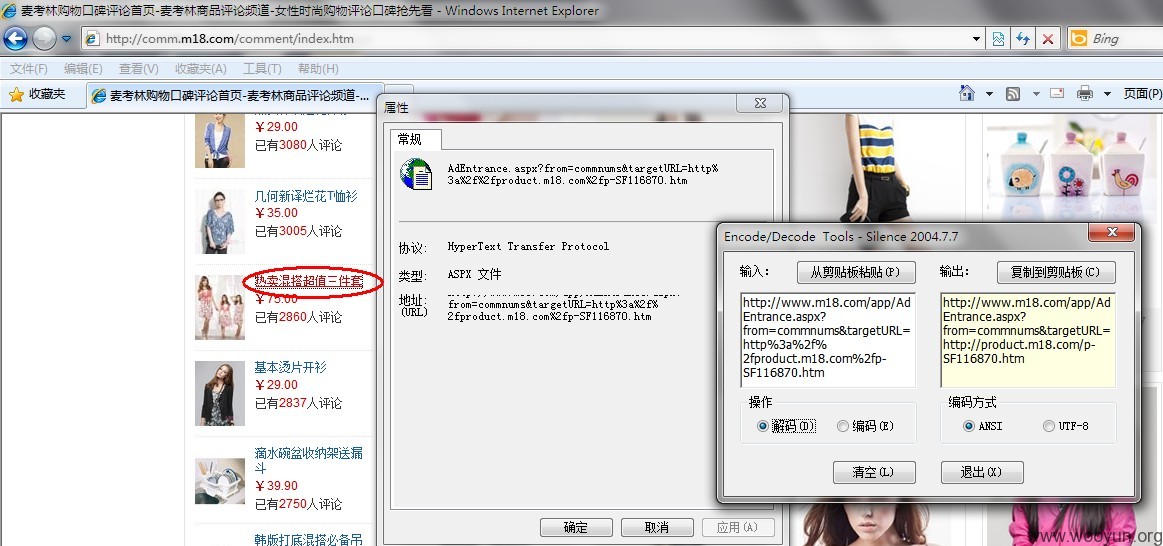 麦考林购物口碑评论首页-麦考林商品评论频道-女性时尚购物评论口碑抢先看 - Windows Internet Explorer
http://comm.m18.com/comment/index.htm
Bing
文件(F) 编辑(E) 查看(V) 收藏夹(A) 工具(T) 帮助(H)
收藏夹
麦考林购物口碑评论首页-麦考林商品评论频道-...
页面(P)
￥29.00
已有3080人评论
几何新译烂花T恤衫
￥35.00
已有3005人评论
热卖混搭超值三件套
￥75.00
已有2860人评论
基本烫片开衫
￥29.00
已有2837人评论
滴水碗盆收纳架送漏
斗
￥39.90
已有2750人评论
韩版打底混搭必备吊
属性
常规
AdEntrance.aspx?from=commnums&targetURL=http%
3a%2f%2fproduct.m18.com%2fp-SF116870.htm
协议:
HyperText Transfer Protocol
类型:
ASPX 文件
地址:
(URL)
from=commnums&targetURL=http%3a%2f%
2fproduct.m18.com%2fp-SF116870.htm
确定
取消
应用(A)
Encode/Decode Tools - Silence 2004.7.7
输入:
从剪贴板粘贴(P)
输出:
复制到剪贴板(C)
http://www.m18.com/app/Ad
Entrance.aspx?
from=commnums&targetURL=
http%3a%2f%
2fproduct.m18.com%2fp-
SF116870.htm
http://www.m18.com/app/Ad
Entrance.aspx?
from=commnums&targetURL=
http://product.m18.com/p-
SF116870.htm
操作
解码(D)
编码(E)
编码方式
ANSI
UTF-8
清空(L)
退出(X)
www.wooyun.org